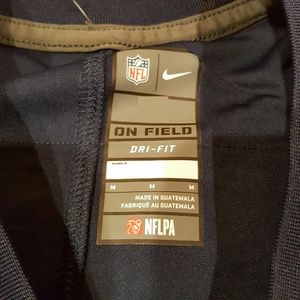 NFL
ON FIELD
DRI-FIT
M M M
MADE IN GUATEMALA
FABRIQUÉ AU GUATEMALA
NFLPA